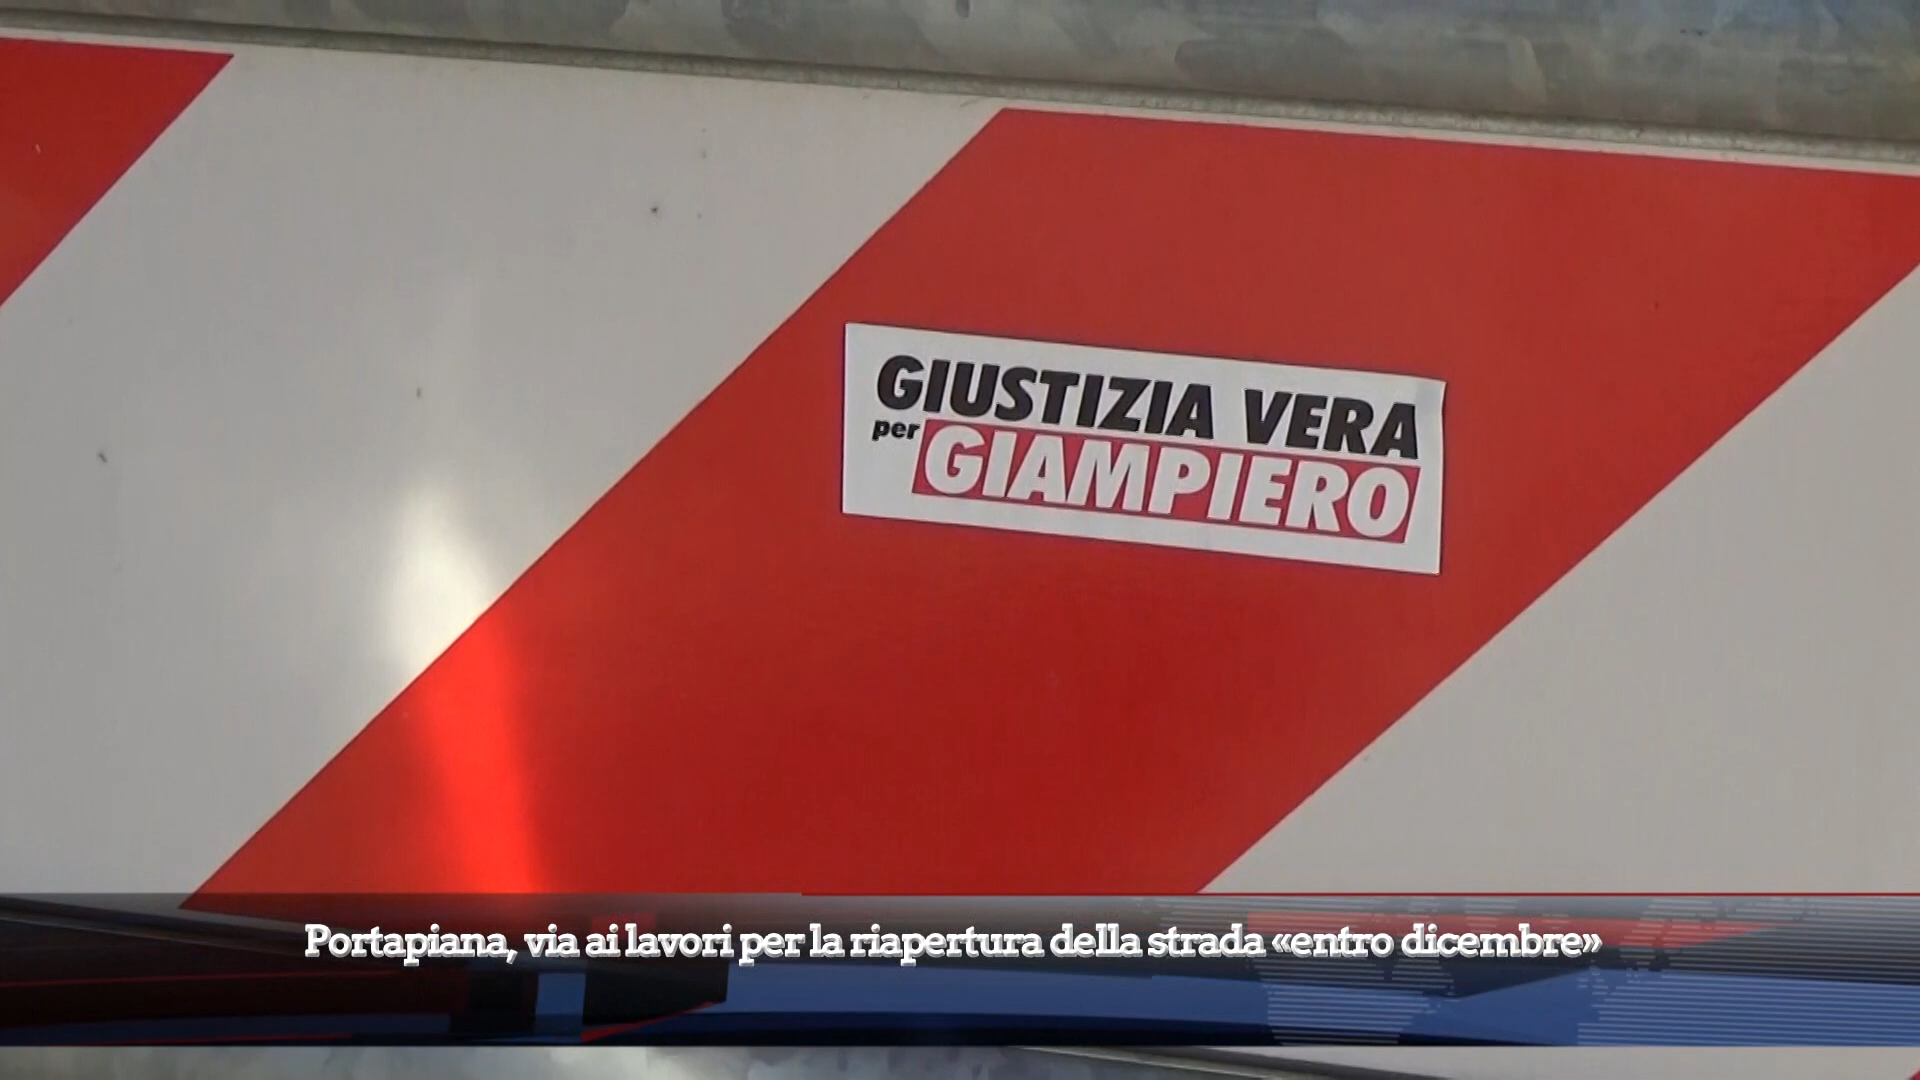 GIUSTIZIA VERA
per GIAMPIERO
Portapiana, via ai lavori per la riapertura della strada «entro dicembre»